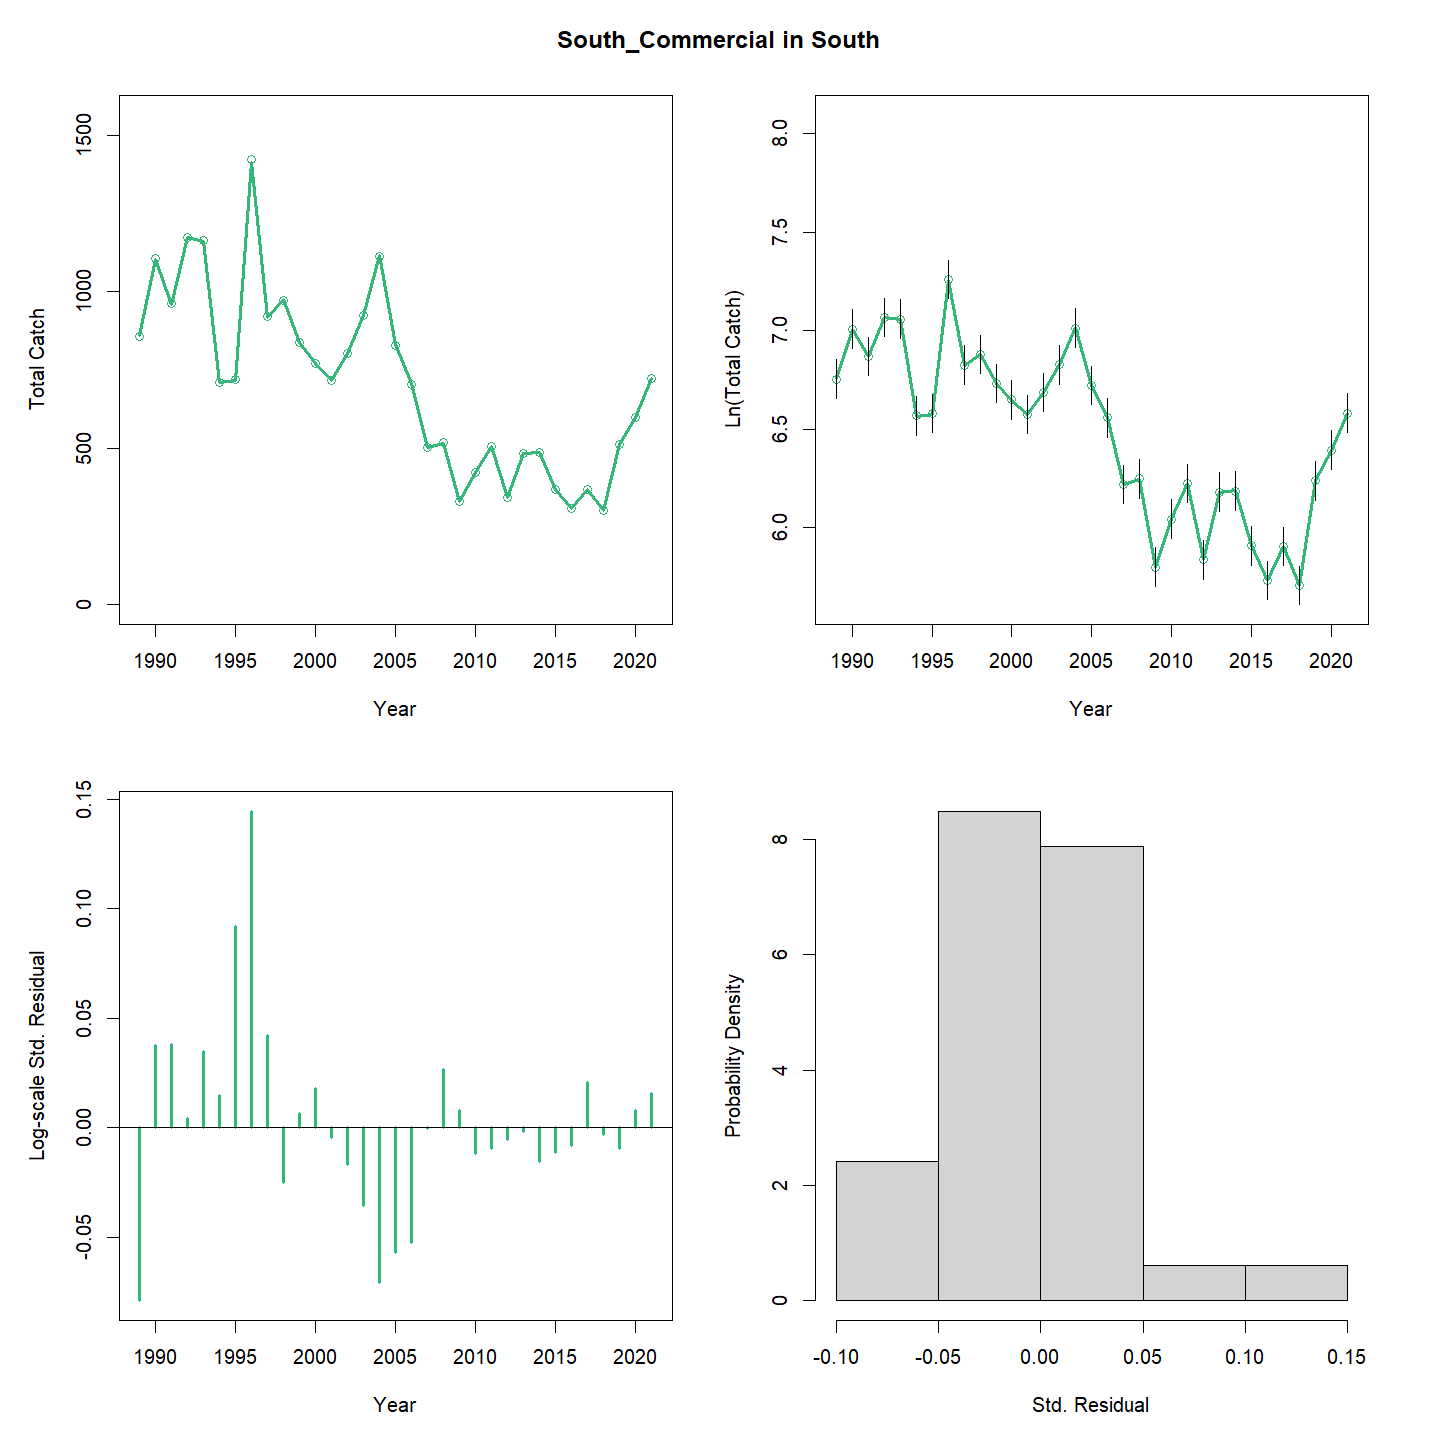 South_Commercial in South
Total Catch
1500
1000
500
0
1990 1995 2000 2005 2010 2015 2020
Year
Ln(Total Catch)
8.0
7.5
7.0
6.5
6.0
1990 1995 2000 2005 2010 2015 2020
Year
Log-scale Std. Residual
0.15
0.10
0.05
0.00
-0.05
1990 1995 2000 2005 2010 2015 2020
Year
Probability Density
8
6
4
2
0
-0.10 -0.05 0.00 0.05 0.10 0.15
Std. Residual